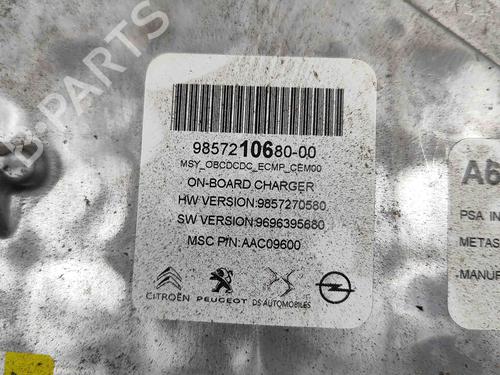 B-PARTS
9857210680-00
MSY_OBCDCDC_ECMP_CEM00
ON-BOARD CHARGER
HW VERSION:9857270580
SW VERSION:9696395680
MSC P/N:AAC09600
CITROËN PEUGEOT DS AUTOMOBILES
A6
PSA IN
METAS
MANUF